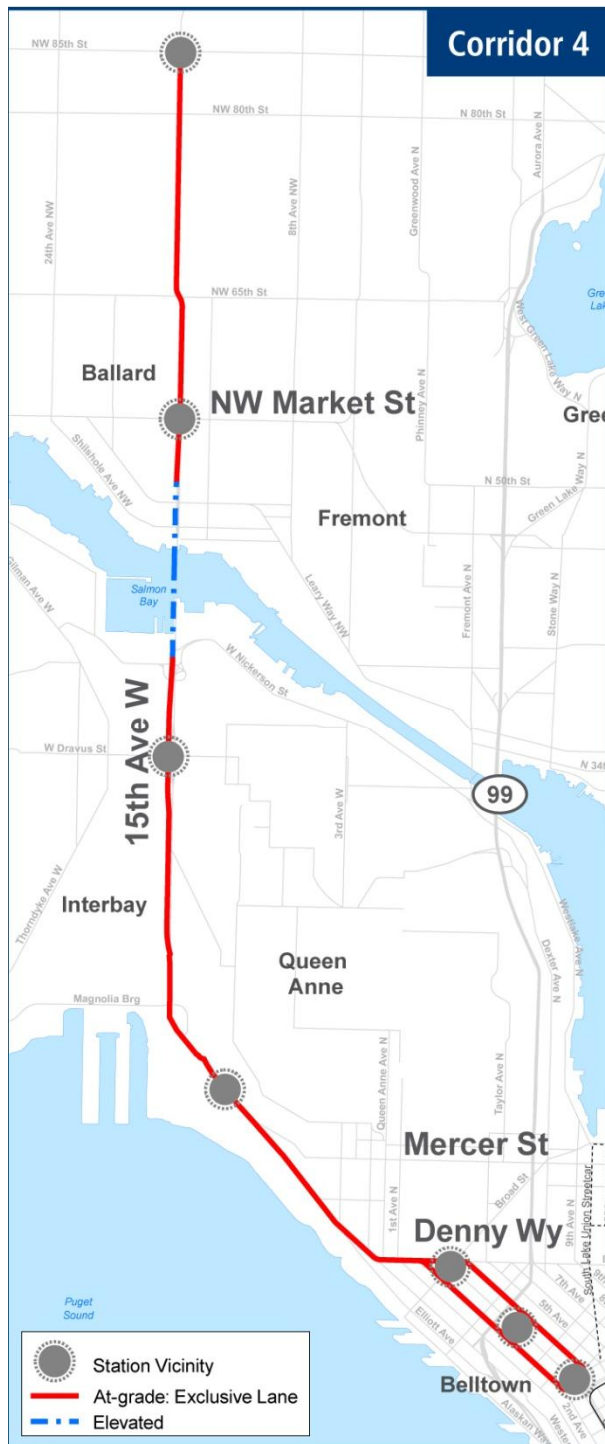 Corridor 4
NW 85th St
NW 80th St
N 80th St
Aurora Ave N
Greenwood Ave N
8th Ave NW
24th Ave NW
NW 65th St
West Green Lake Way N
Ballard
NW Market St
Phinney Ave N
Shilshole Ave NW
N 50th St
Green Lake Way N
Fremont
Gilman Ave W
Salmon
Bay
Leary Way NW
Fremont Ave N
Stone Way N
W Nickerson St
15th Ave W
W Dravus St
N 34th
99
3rd Ave W
Thorndyke Ave W
Interbay
Queen
Anne
Westlake Ave N
Dexter Ave N
Magnolia Brg
Queen Anne Ave N
Taylor Ave N
Mercer St
Broad St
1st Ave N
9th Ave N
South Lake Union Streetcar
Denny Wy
7th Ave
5th Ave
Elliott Ave
Puget
Sound
Belltown
2nd Ave
Alaskan Way
Station Vicinity
At-grade: Exclusive Lane
Elevated